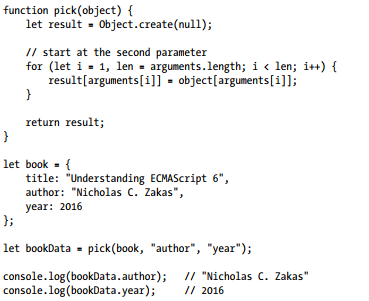 function pick(object) {
    let result = Object.create(null);

    // start at the second parameter
    for (let i = 1, len = arguments.length; i < len; i++) {
        result[arguments[i]] = object[arguments[i]];
    }

    return result;
}

let book = {
    title: "Understanding ECMAScript 6",
    author: "Nicholas C. Zakas",
    year: 2016
};

let bookData = pick(book, "author", "year");

console.log(bookData.author);   // "Nicholas C. Zakas"
console.log(bookData.year);     // 2016